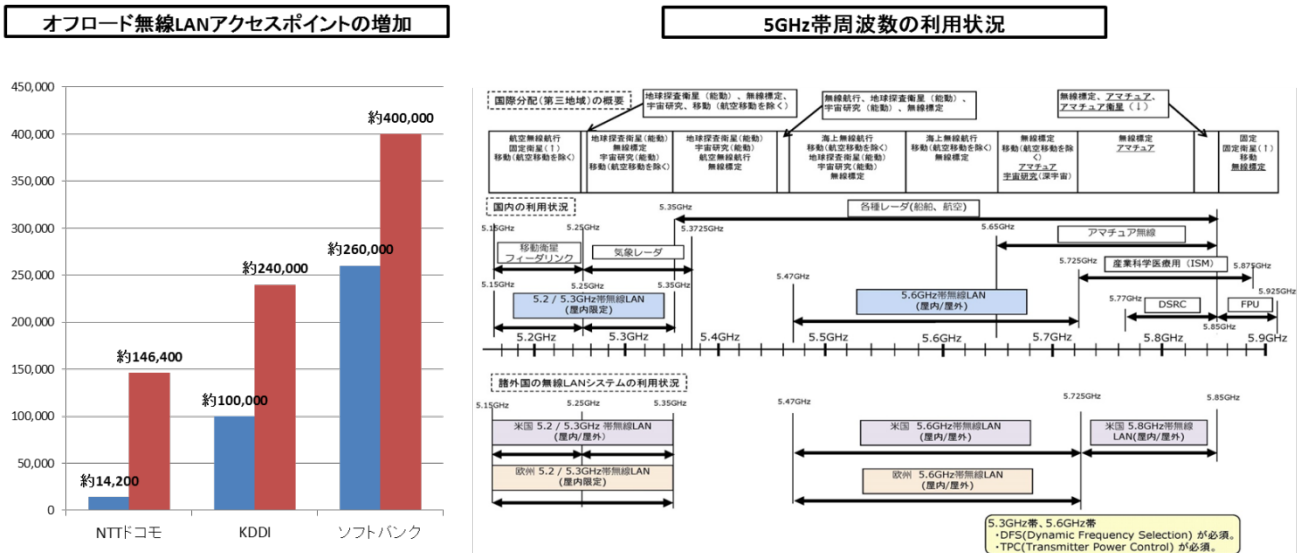 オフロード無線LANアクセスポイントの増加
450,000
400,000
350,000
300,000
250,000
200,000
150,000
100,000
50,000
0
約14,200
約146,400
約100,000
約240,000
約260,000
約400,000
NTTドコモ
KDDI
ソフトバンク
5GHz帯周波数の利用状況
国際分配(第三地域)の概要
地球探査衛星(能動)、無線標定、
宇宙研究、移動(航空移動を除く)
無線航行、地球探査衛星(能動)、
宇宙研究(能動)、無線標定
無線標定、アマチュア、
アマチュア衛星(↓)
航空無線航行
固定衛星(↑)
移動(航空移動を除く)
地球探査衛星(能動)
無線標定
宇宙研究(能動)
移動(航空移動を除く)
地球探査衛星(能動)
宇宙研究(能動)
航空無線航行
無線標定
海上無線航行
移動(航空移動を除く)
地球探査衛星(能動)
宇宙研究(能動)
無線標定
海上無線航行
移動(航空移動を除く)
無線標定
無線標定
移動(航空移動を除
く)
アマチュア
宇宙研究(深宇宙)
無線標定
アマチュア
固定
固定衛星(↑)
移動
無線標定
国内の利用状況
5.35GHz
各種レーダ(船舶、航空)
5.15GHz
5.25GHz
5.3725GHz
5.65GHz
移動衛星
フィーダリンク
気象レーダ
アマチュア無線
5.725GHz
産業科学医療用(ISM)
5.875GHz
5.15GHz
5.25GHz
5.35GHz
5.47GHz
5.925GHz
5.2 / 5.3GHz帯無線LAN
(屋内限定)
5.6GHz帯無線LAN
(屋内/屋外)
5.77GHz
DSRC
FPU
5.85GHz
5.2GHz
5.3GHz
5.4GHz
5.5GHz
5.6GHz
5.7GHz
5.8GHz
5.9GHz
諸外国の無線LANシステムの利用状況
5.15GHz
5.25GHz
5.35GHz
5.47GHz
5.725GHz
5.85GHz
米国 5.2 / 5.3GHz 帯無線LAN
(屋内/屋外)
米国 5.6GHz帯無線LAN
(屋内/屋外)
米国 5.8GHz帯無線
LAN(屋内/屋外)
欧州 5.2 / 5.3GHz帯無線LAN
(屋内限定)
欧州 5.6GHz帯無線LAN
(屋内/屋外)
5.3GHz帯、5.6GHz帯
・DFS(Dynamic Frequency Selection) が必須。
・TPC(Transmitter Power Control) が必須。